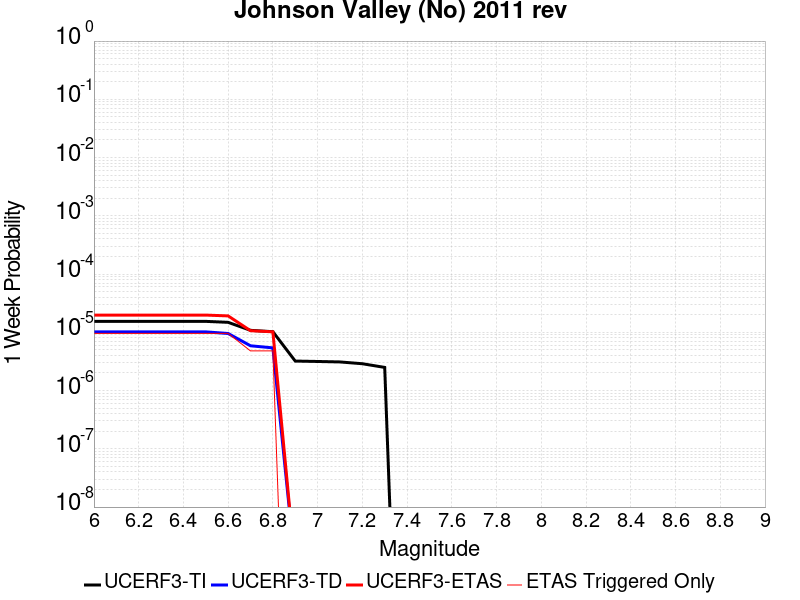 Johnson Valley (No) 2011 rev
10^0
10^-1
10^-2
10^-3
10^-4
10^-5
10^-6
10^-7
10^-8
1 Week Probability
6 6.2 6.4 6.6 6.8 7 7.2 7.4 7.6 7.8 8 8.2 8.4 8.6 8.8 9
Magnitude
UCERF3-TI UCERF3-TD UCERF3-ETAS ETAS Triggered Only